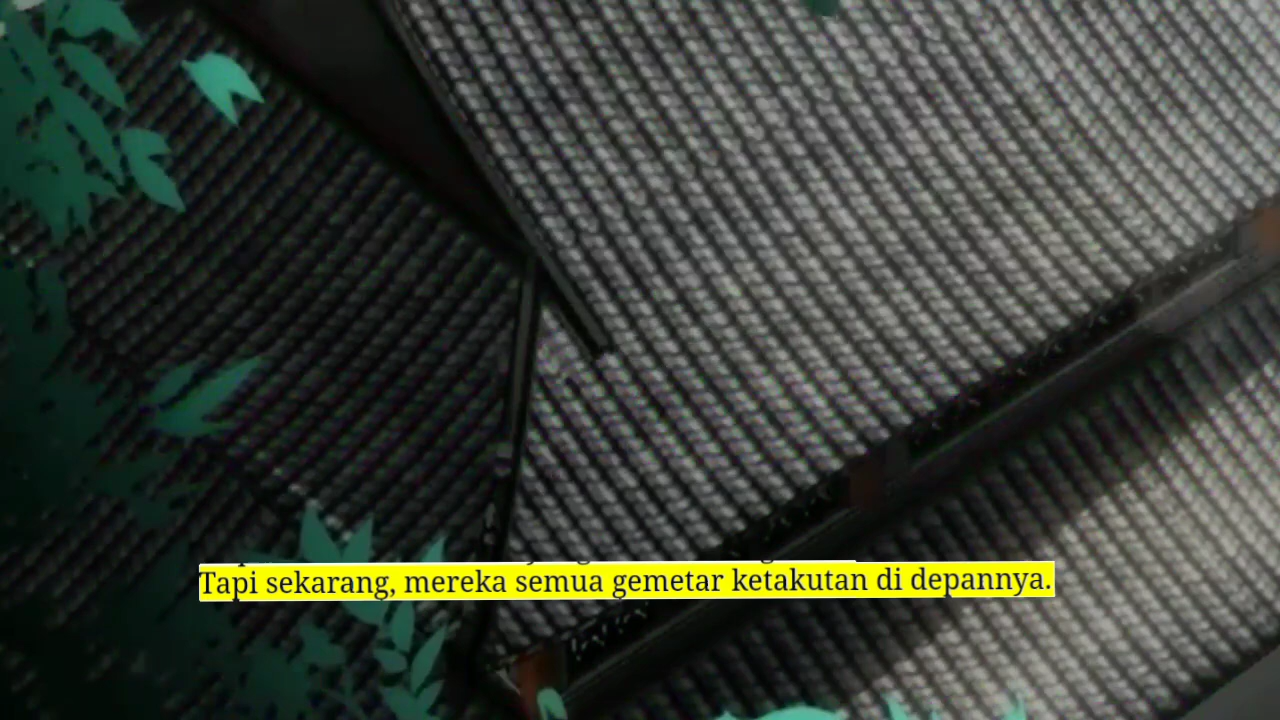 Tapi sekarang, mereka semua gemetar ketakutan di depannya.